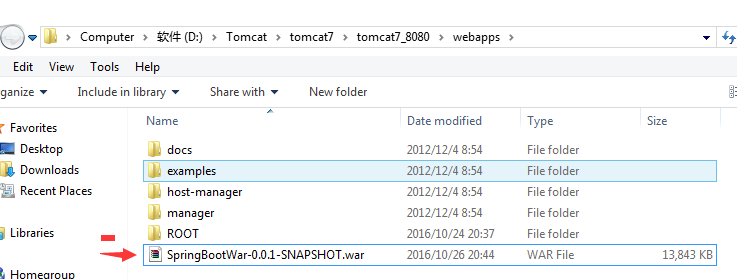 Computer 软件 (D:) Tomcat tomcat7 tomcat7_8080 webapps
Edit View Tools Help
rganize Include in library Share with New folder
Name Date modified Type Size
Favorites
Desktop
Downloads
Recent Places
Libraries
Homegroup
docs 2012/12/4 8:54 File folder
examples 2012/12/4 8:54 File folder
host-manager 2012/12/4 8:54 File folder
manager 2012/12/4 8:54 File folder
ROOT 2016/10/24 20:37 File folder
SpringBootWar-0.0.1-SNAPSHOT.war 2016/10/26 20:44 WAR File 13,843 KB